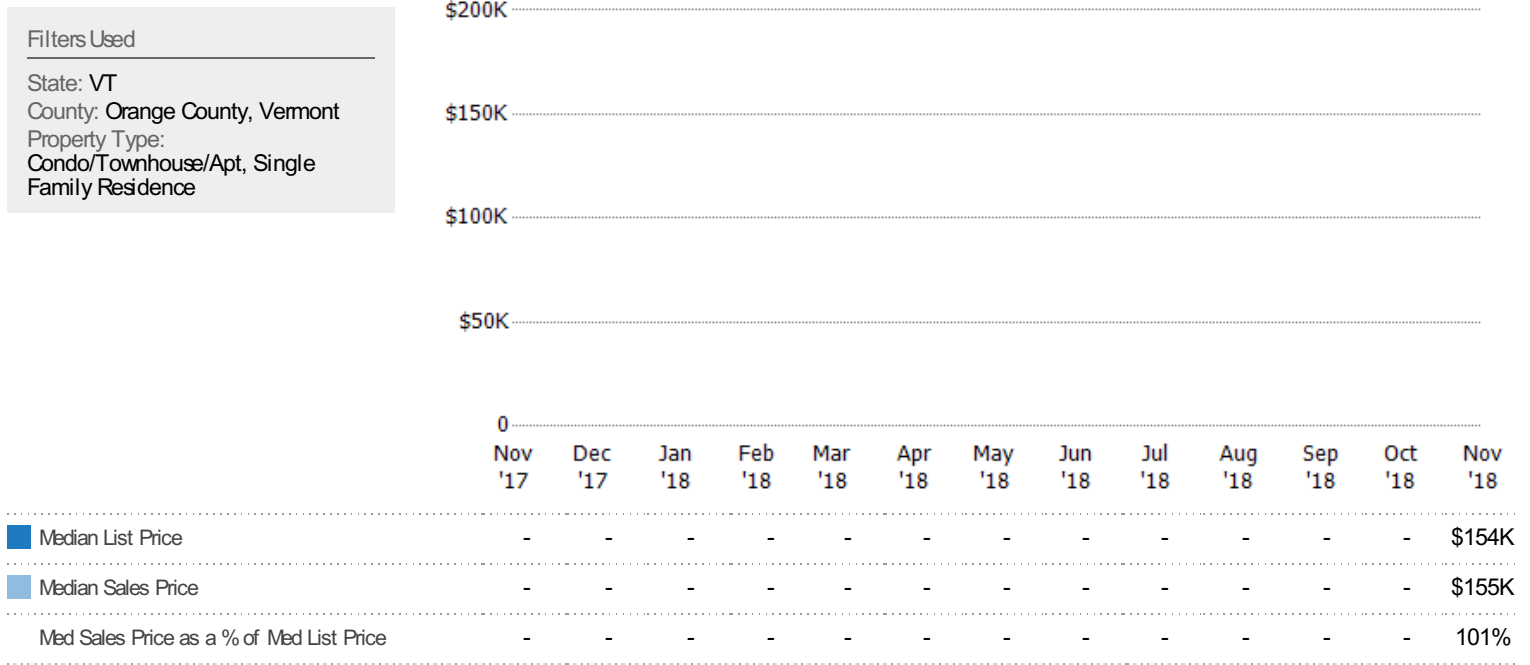 Filters Used
State: VT
County: Orange County, Vermont
Property Type:
Condo/Townhouse/Apt, Single
Family Residence
$200K
$150K
$100K
$50K
0
Nov Dec Jan Feb Mar Apr May Jun Jul Aug Sep Oct Nov
'17 '17 '18 '18 '18 '18 '18 '18 '18 '18 '18 '18 '18
Median List Price - - - - - - - - - - - - $154K
Median Sales Price - - - - - - - - - - - - $155K
Med Sales Price as a % of Med List Price - - - - - - - - - - - - 101%